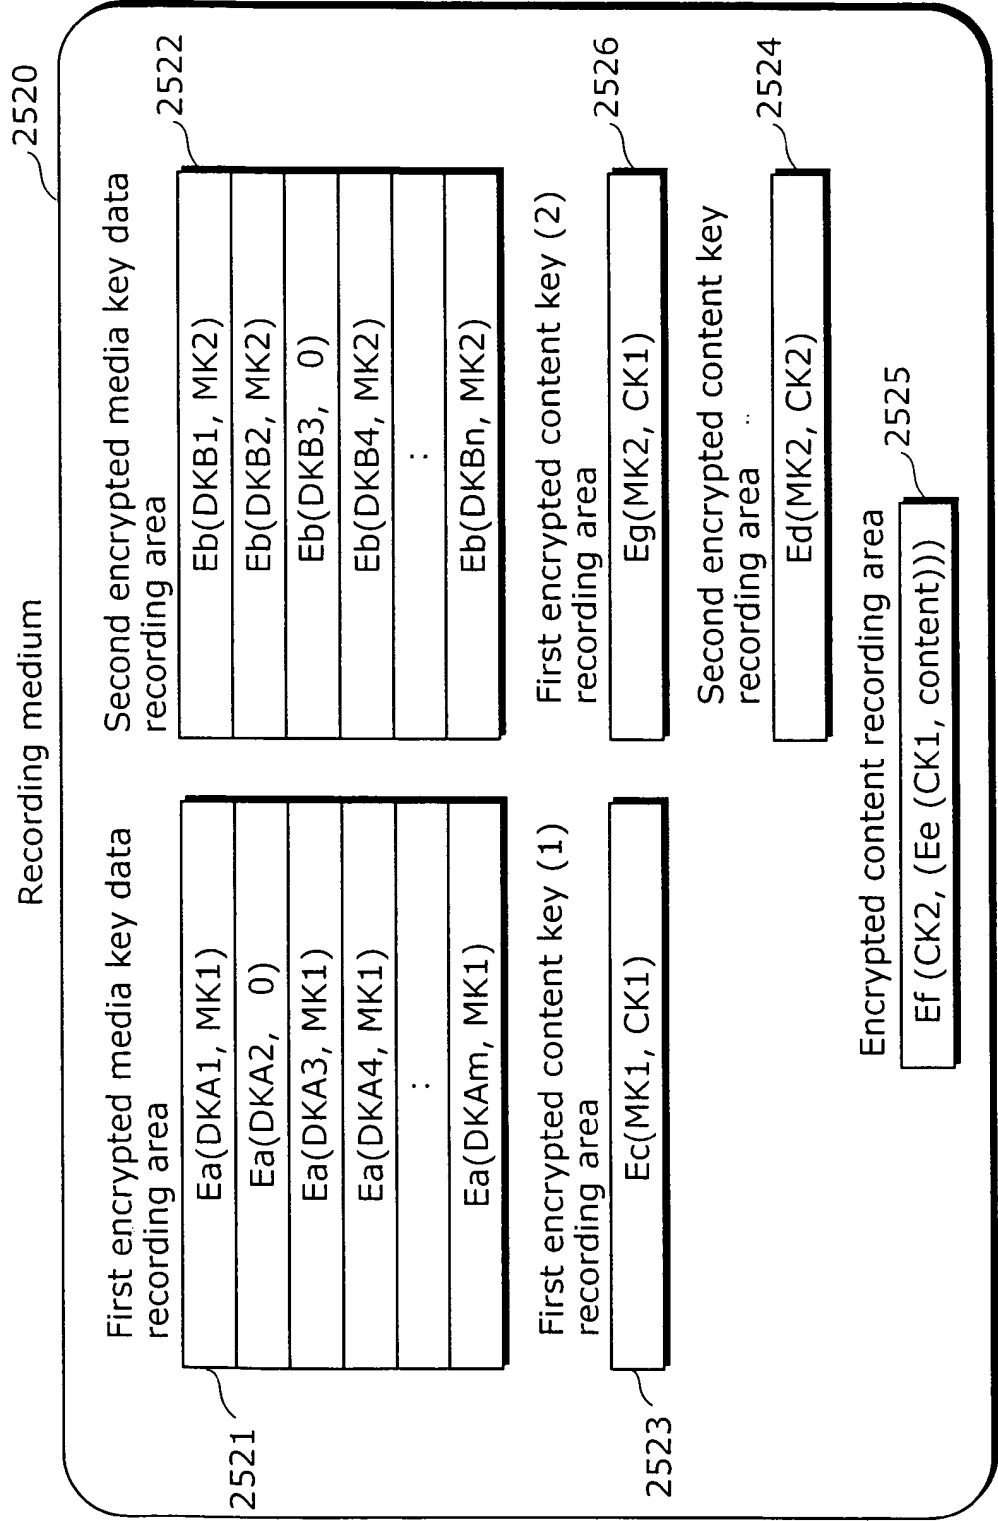 Recording medium
2520
First encrypted media key data
recording area
2521
Ea(DKA1, MK1)
Ea(DKA2, 0)
Ea(DKA3, MK1)
Ea(DKA4, MK1)
:
Ea(DKAm, MK1)
Second encrypted media key data
recording area
2522
Eb(DKB1, MK2)
Eb(DKB2, MK2)
Eb(DKB3, 0)
Eb(DKB4, MK2)
:
Eb(DKBn, MK2)
First encrypted content key (1)
recording area
2523
Ec(MK1, CK1)
First encrypted content key (2)
recording area
2526
Eg(MK2, CK1)
Second encrypted content key
recording area
2524
Ed(MK2, CK2)
Encrypted content recording area
2525
Ef (CK2, (Ee (CK1, content))))